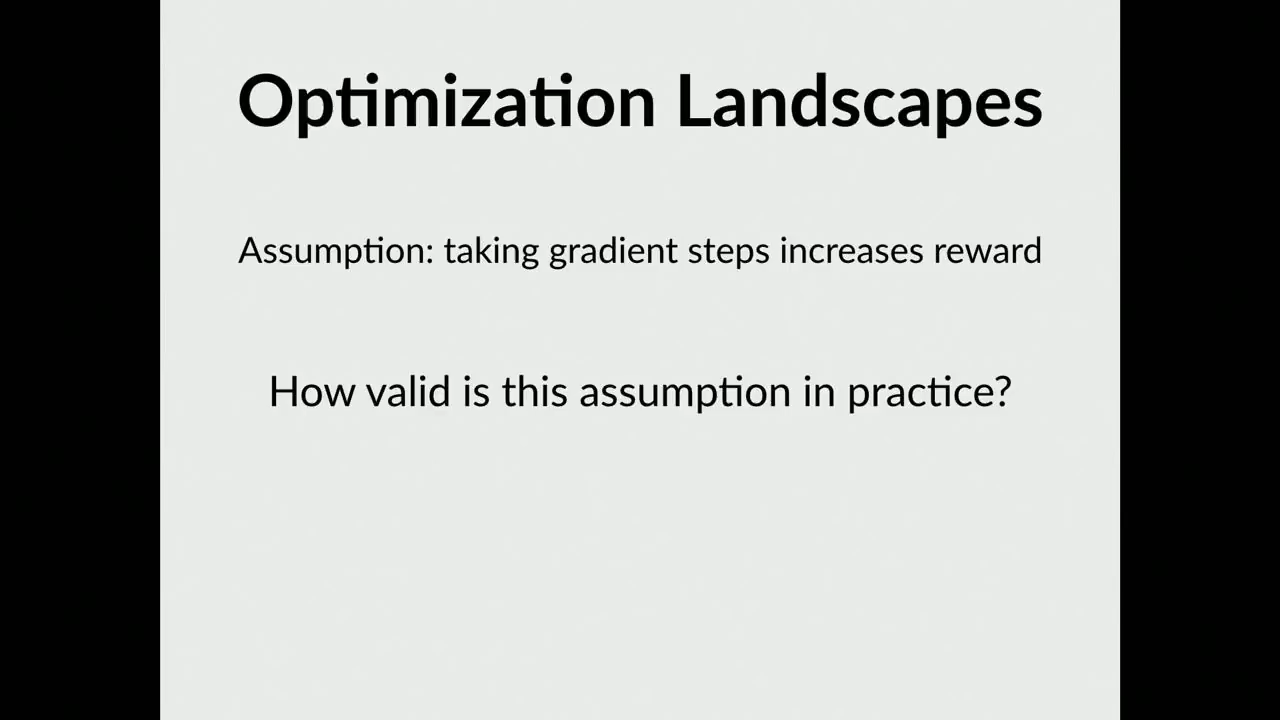 Optimization Landscapes
Assumption: taking gradient steps increases reward
How valid is this assumption in practice?